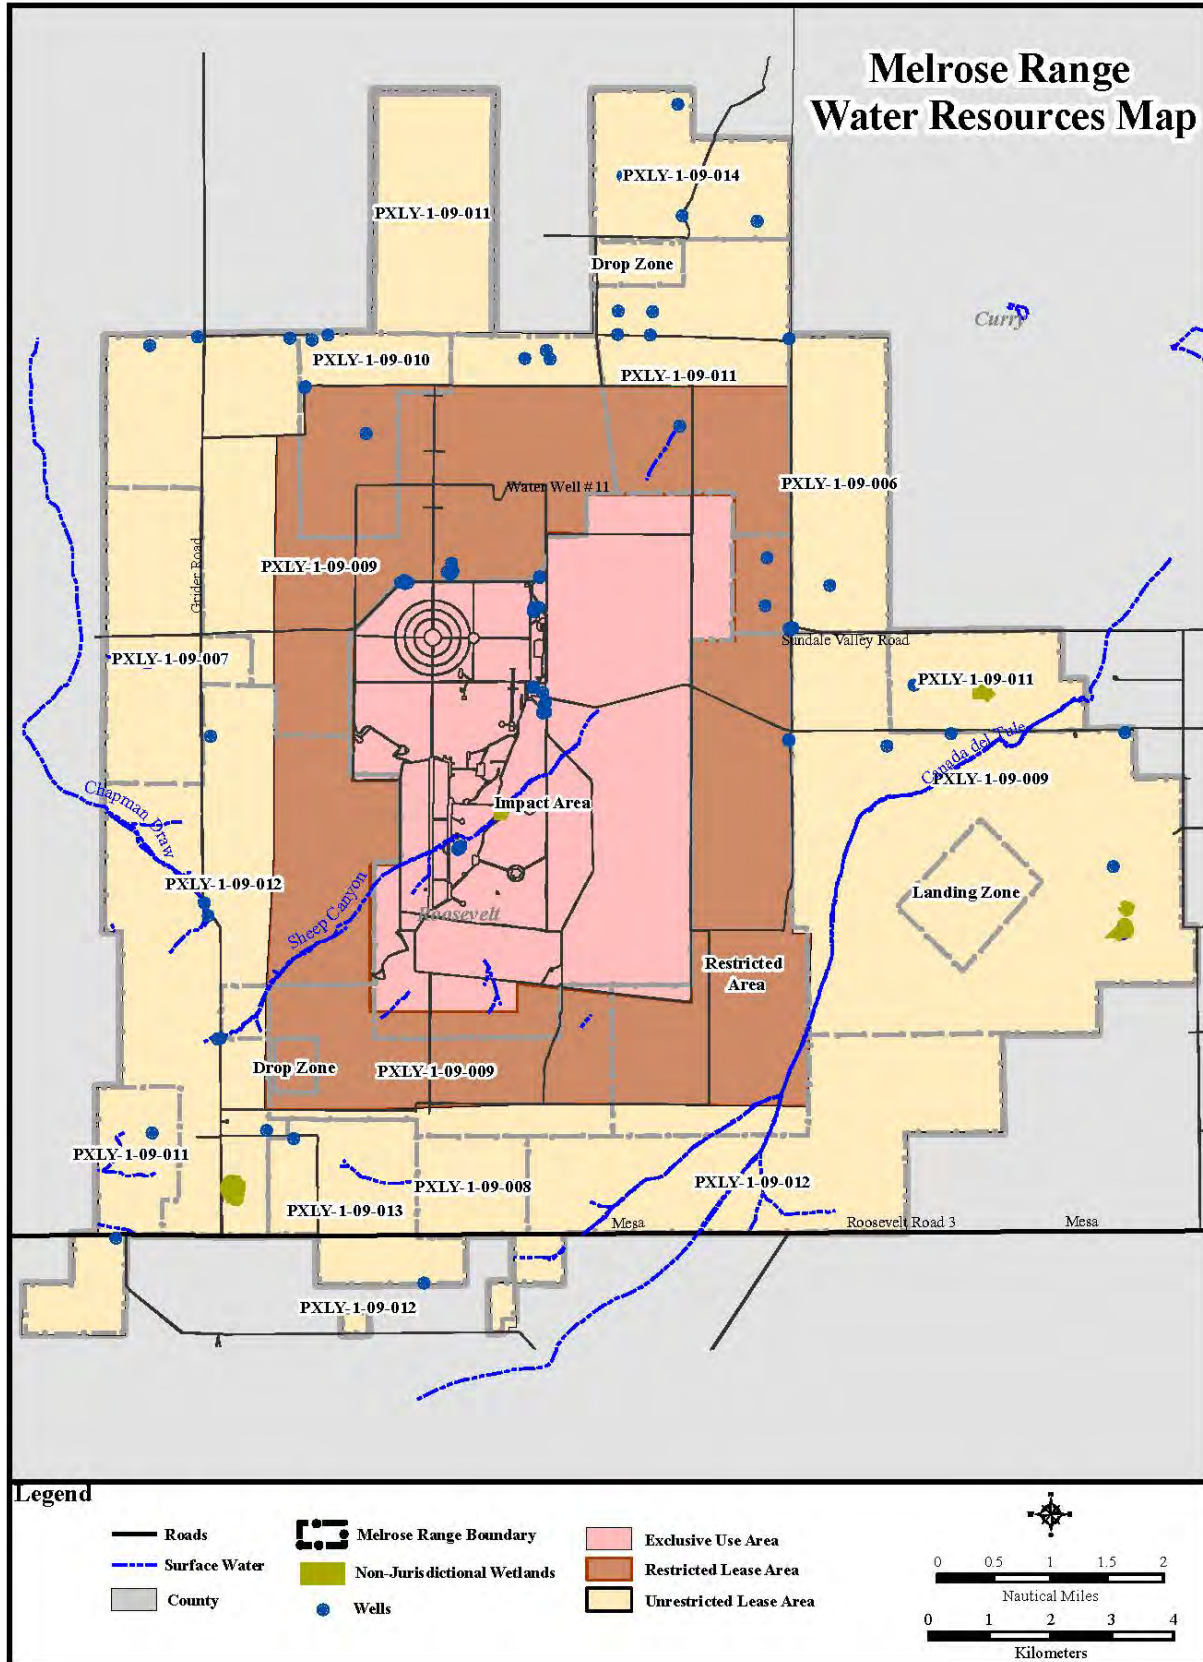 Melrose Range
Water Resources Map
PXLY-1-09-014
PXLY-1-09-011
Drop Zone
Curry
PXLY-1-09-010
PXLY-1-09-011
Water Well # 11
PXLY-1-09-006
Grider Road
PXLY-1-09-009
Sundale Valley Road
PXLY-1-09-007
PXLY-1-09-011
Canada del Tule
PXLY-1-09-009
Chapman Draw
Impact Area
PXLY-1-09-012
Landing Zone
Sheep Canyon
Roosevelt
Restricted
Area
Drop Zone
PXLY-1-09-009
PXLY-1-09-011
PXLY-1-09-008
PXLY-1-09-012
PXLY-1-09-013
Mesa
Roosevelt Road 3
Mesa
PXLY-1-09-012
Legend
Roads
Surface Water
County
Melrose Range Boundary
Non-Jurisdictional Wetlands
Wells
Exclusive Use Area
Restricted Lease Area
Unrestricted Lease Area
0 0.5 1 1.5 2
Nautical Miles
0 1 2 3 4
Kilometers